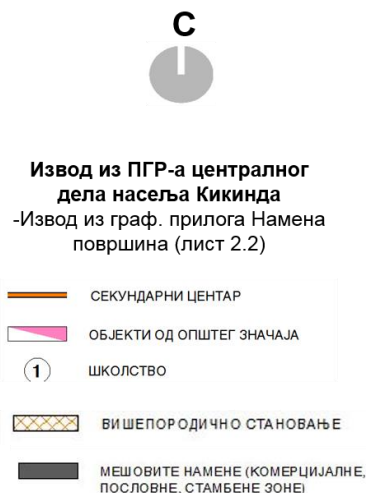 С
Извод из ПГР-а централног
дела насеља Кикинда
-Извод из граф. прилога Намена
површина (лист 2.2)
СЕКУНДАРНИ ЦЕНТАР
ОБЈЕКТИ ОД ОПШТЕГ ЗНАЧАЈА
1 ШКОЛСТВО
ВИШЕПОРОДИЧНО СТАНОВАЊЕ
МЕШОВИТЕ НАМЕНЕ (КОМЕРЦИЈАЛНЕ,
ПОСЛОВНЕ, СТАМБЕНЕ ЗОНЕ)